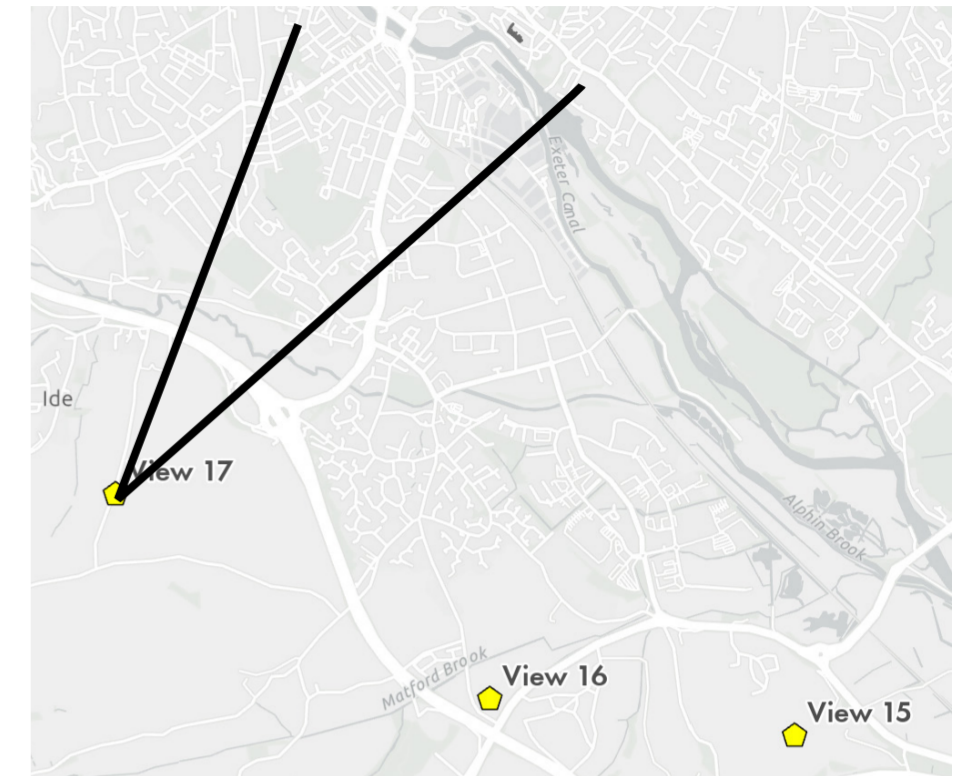 Exeter Canal
Ide
View 17
Alphin Brook
Matford Brook
View 16
View 15